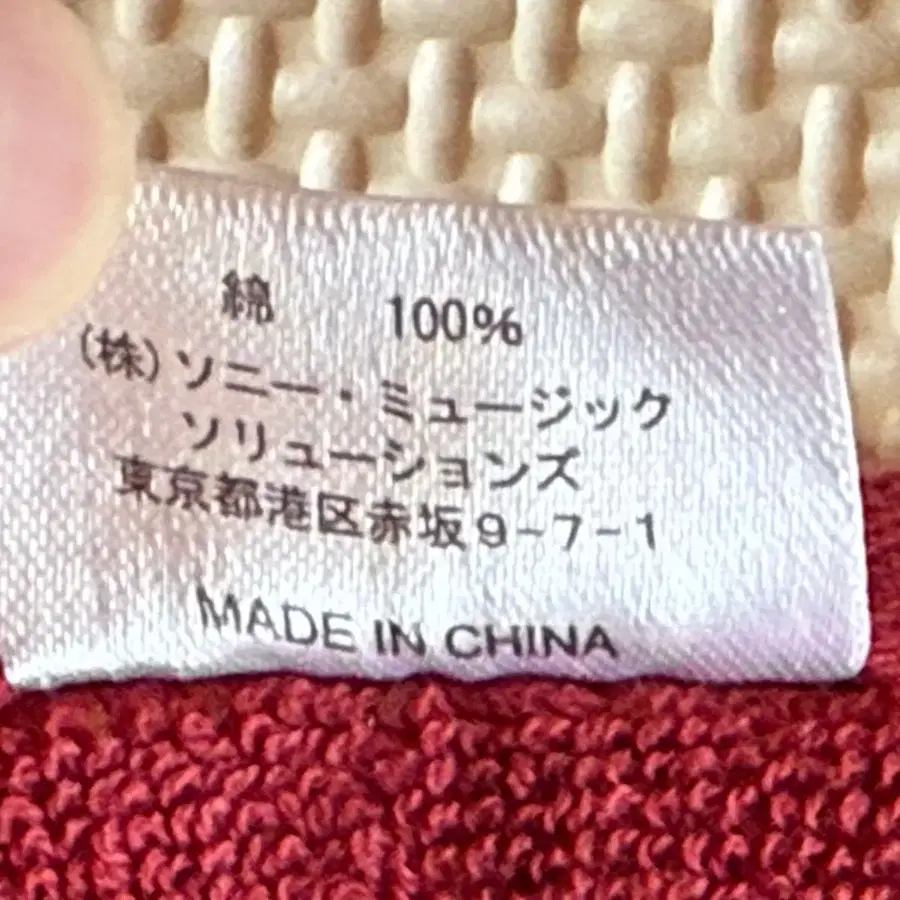 綿 100%
(株)ソニー・ミュージック
ソリューションズ
東京都港区赤坂9-7-1
MADE IN CHINA